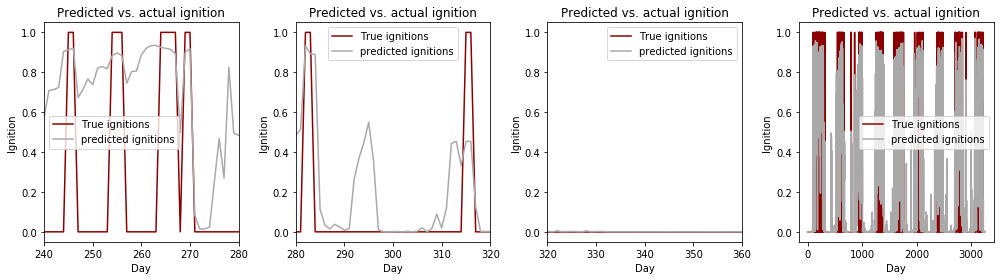 Predicted vs. actual ignition
Ignition
1.0
0.8
0.6
0.4
0.2
0.0
True ignitions
predicted ignitions
240 250 260 270 280
Day
Predicted vs. actual ignition
Ignition
1.0
0.8
0.6
0.4
0.2
0.0
True ignitions
predicted ignitions
280 290 300 310 320
Day
Predicted vs. actual ignition
Ignition
1.0
0.8
0.6
0.4
0.2
0.0
True ignitions
predicted ignitions
320 330 340 350 360
Day
Predicted vs. actual ignition
Ignition
1.0
0.8
0.6
0.4
0.2
0.0
True ignitions
predicted ignitions
0 1000 2000 3000
Day